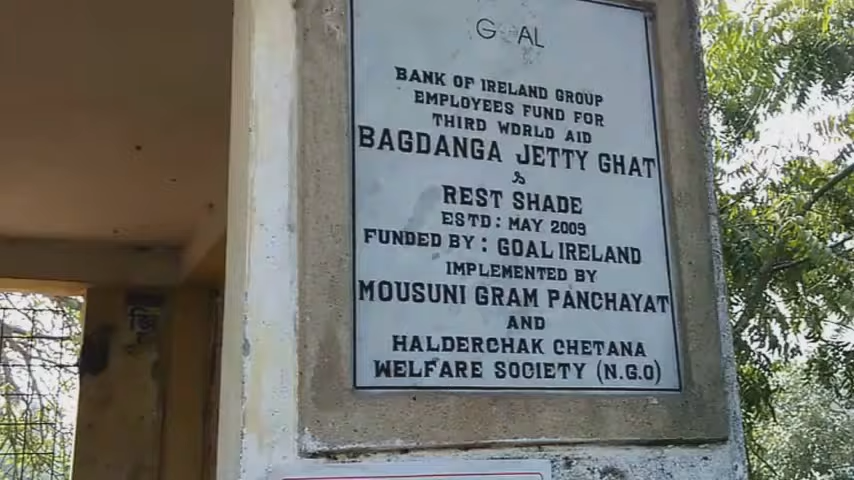 GOAL
BANK OF IRELAND GROUP
EMPLOYEES FUND FOR
THIRD WORLD AID
BAGDANGA JETTY GHAT
&
REST SHADE
ESTD: MAY 2009
FUNDED BY: GOAL IRELAND
IMPLEMENTED BY
MOUSUNI GRAM PANCHAYAT
AND
HALDERCHAK CHETANA
WELFARE SOCIETY (N.G.O)